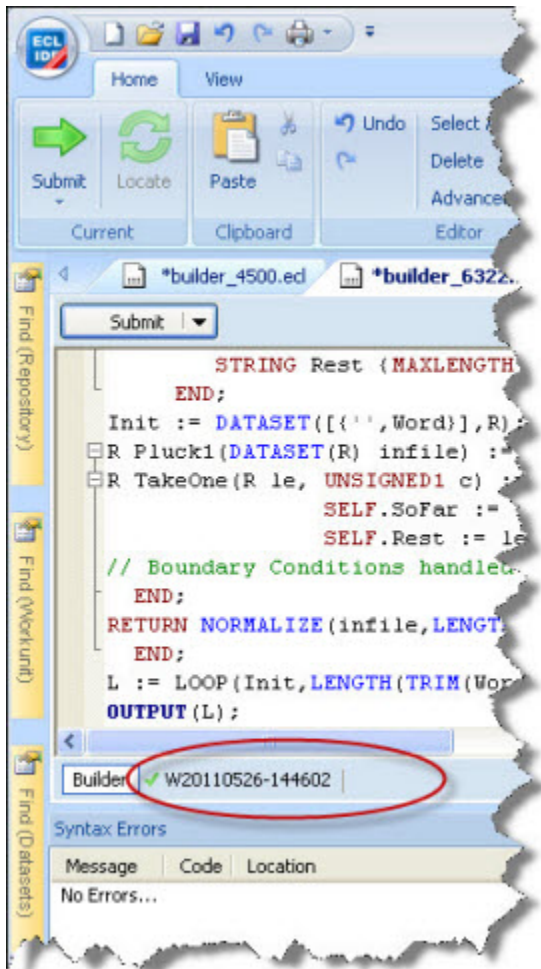 ECL
IDE
Home View
Submit
Locate
Paste
Undo
Select
Delete
Advanced
Current Clipboard Editor
*builder_4500.ecl *builder_6322.
Find (Repository)
Submit
STRING Rest {MAXLENGTH
END;
Init := DATASET([{'',Word}],R);
R Pluck1(DATASET(R) infile) :=
R TakeOne(R le, UNSIGNED1 c) :=
SELF.SoFar :=
SELF.Rest := le
// Boundary Conditions handled
END;
RETURN NORMALIZE(infile,LENGT
END;
L := LOOP(Init,LENGTH(TRIM(Wor
OUTPUT(L);
Find (Workunit)
Builder W20110526-144602
Find (Datasets)
Syntax Errors
Message Code Location
No Errors...